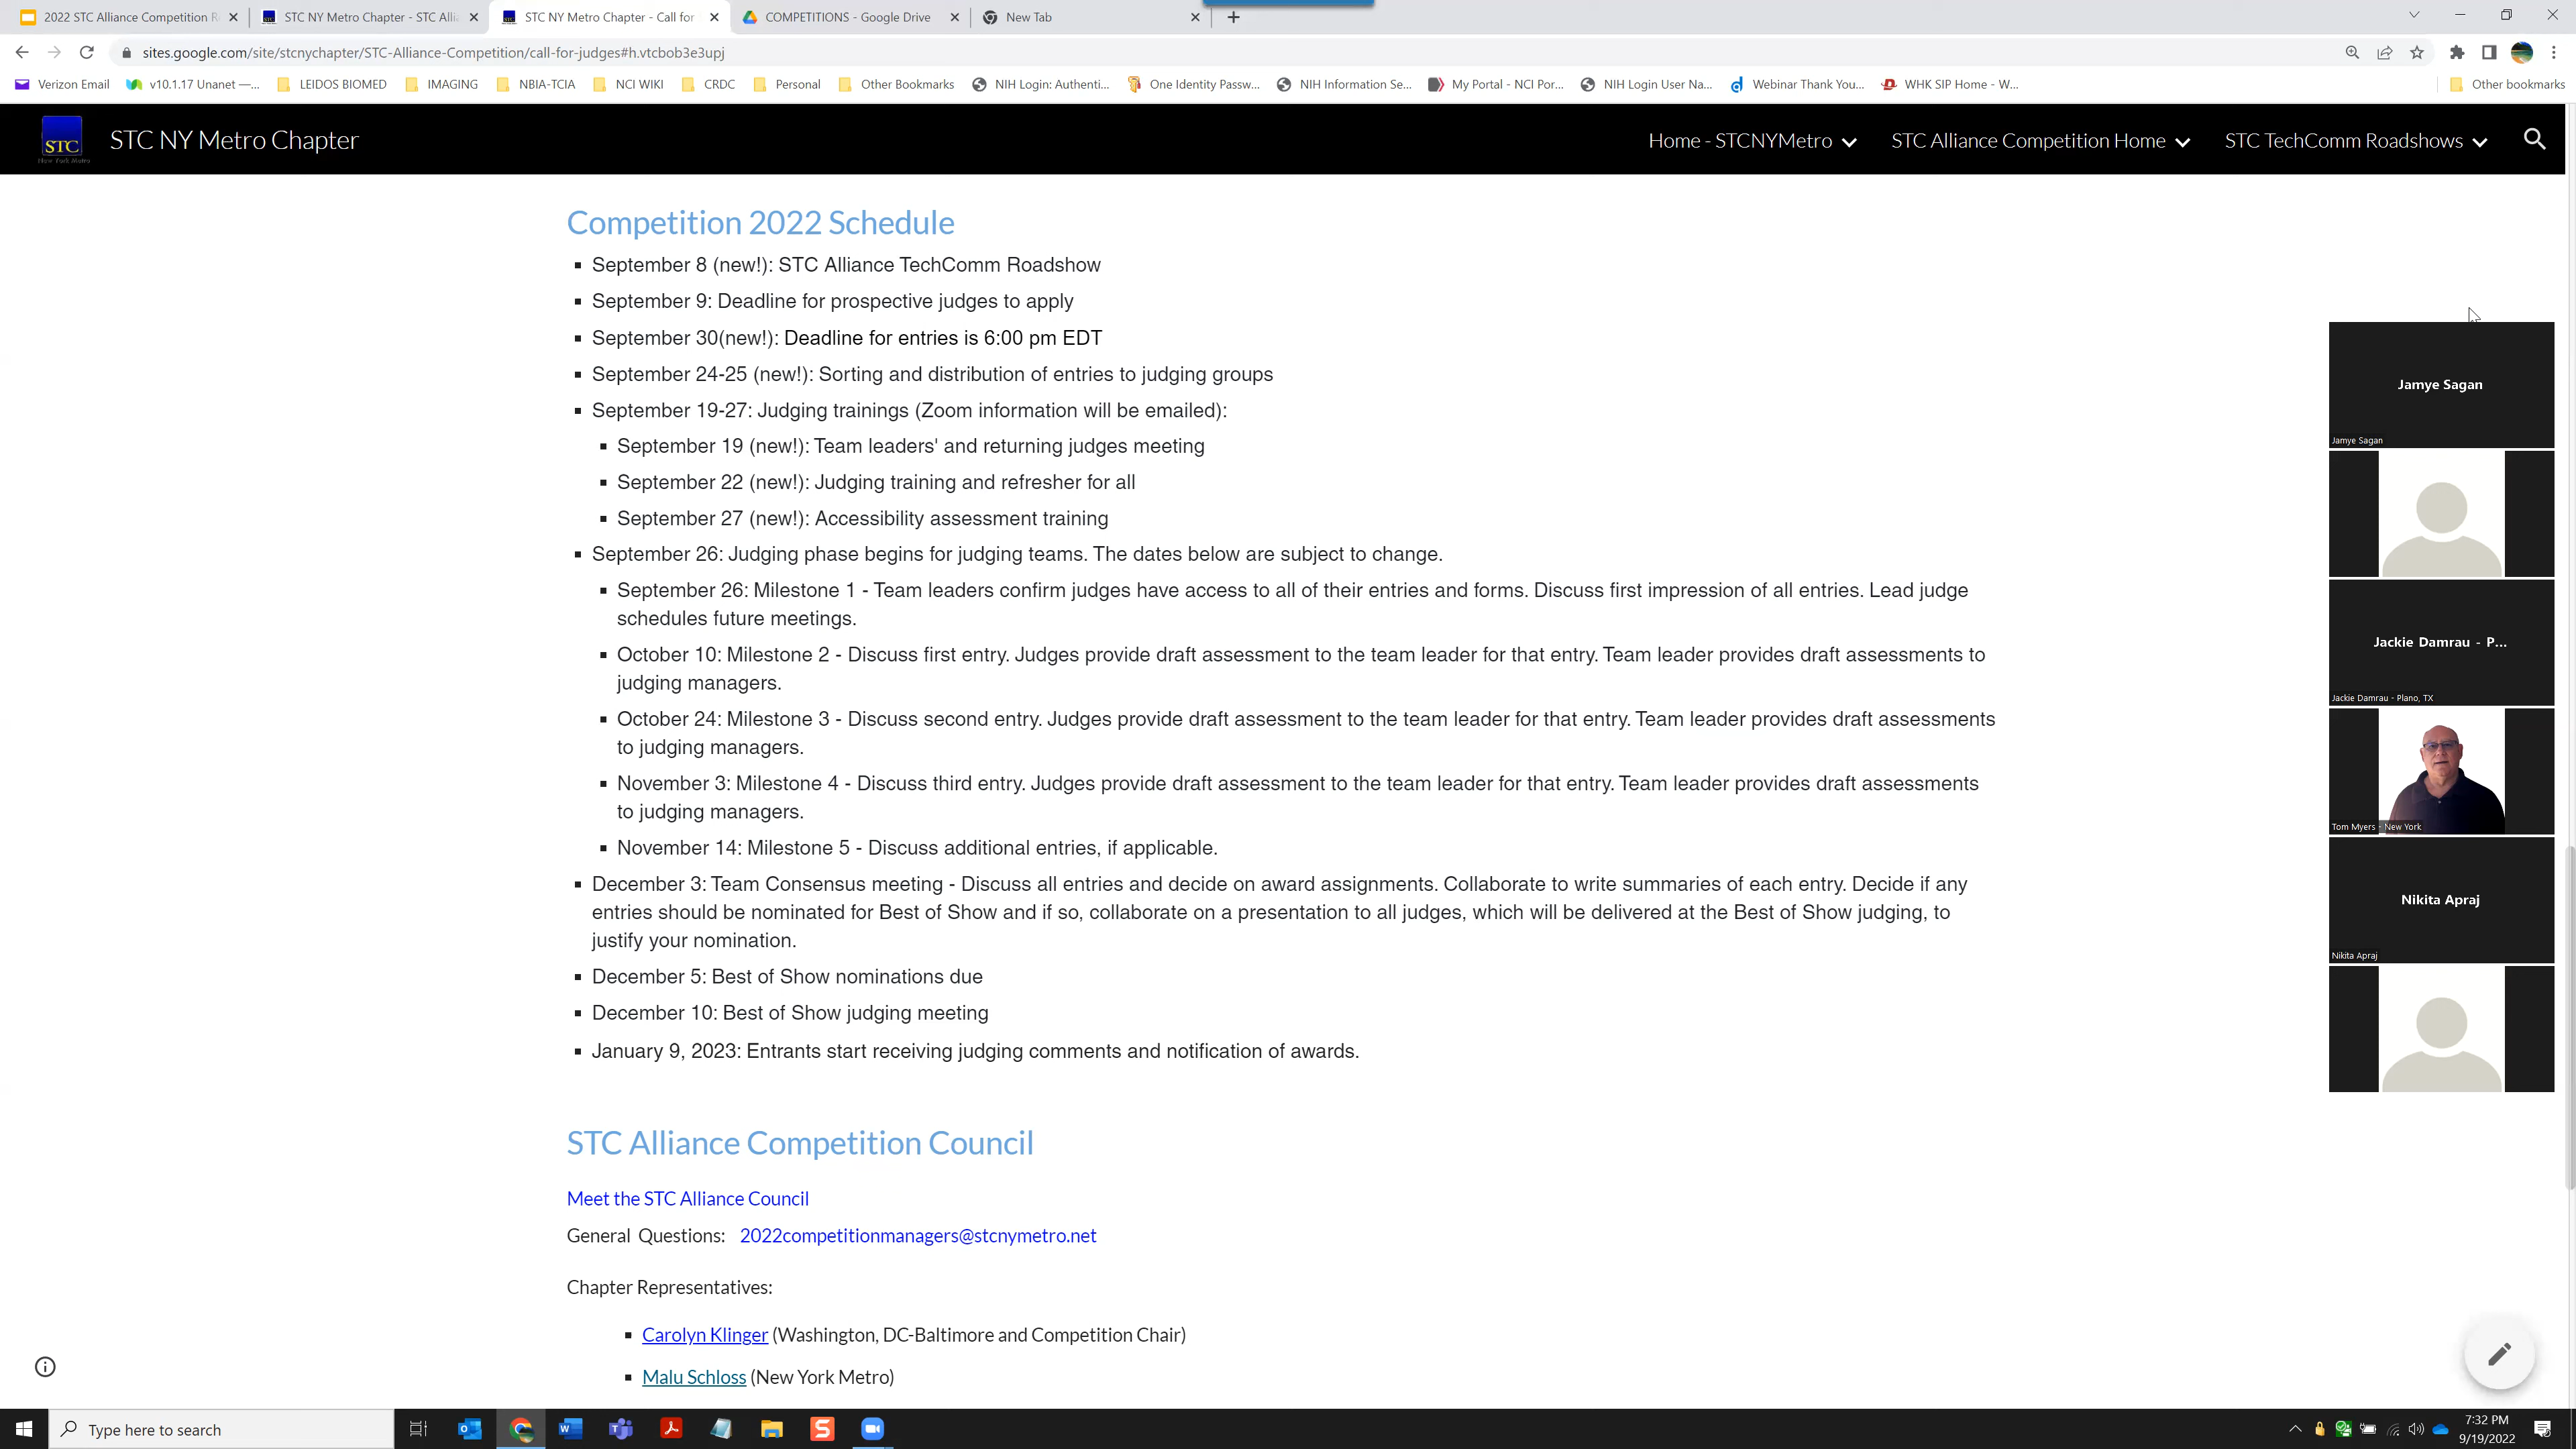 2022 STC Alliance Competition R
STC NY Metro Chapter - STC Allia
STC NY Metro Chapter - Call for
COMPETITIONS - Google Drive
New Tab
sites.google.com/site/stcnychapter/STC-Alliance-Competition/call-for-judges#h.vtcbob3e3upj
Verizon Email
v10.1.17 Unanet —...
LEIDOS BIOMED
IMAGING
NBIA-TCIA
NCI WIKI
CRDC
Personal
Other Bookmarks
NIH Login: Authenti...
One Identity Passw...
NIH Information Se...
My Portal - NCI Por...
NIH Login User Na...
Webinar Thank You...
WHK SIP Home - W...
Other bookmarks
STC
New York Metro
STC NY Metro Chapter
Home - STCNYMetro
STC Alliance Competition Home
STC TechComm Roadshows
Competition 2022 Schedule
▪ September 8 (new!): STC Alliance TechComm Roadshow
▪ September 9: Deadline for prospective judges to apply
▪ September 30(new!): Deadline for entries is 6:00 pm EDT
▪ September 24-25 (new!): Sorting and distribution of entries to judging groups
▪ September 19-27: Judging trainings (Zoom information will be emailed):
▪ September 19 (new!): Team leaders' and returning judges meeting
▪ September 22 (new!): Judging training and refresher for all
▪ September 27 (new!): Accessibility assessment training
▪ September 26: Judging phase begins for judging teams. The dates below are subject to change.
▪ September 26: Milestone 1 - Team leaders confirm judges have access to all of their entries and forms. Discuss first impression of all entries. Lead judge
schedules future meetings.
▪ October 10: Milestone 2 - Discuss first entry. Judges provide draft assessment to the team leader for that entry. Team leader provides draft assessments to
judging managers.
▪ October 24: Milestone 3 - Discuss second entry. Judges provide draft assessment to the team leader for that entry. Team leader provides draft assessments
to judging managers.
▪ November 3: Milestone 4 - Discuss third entry. Judges provide draft assessment to the team leader for that entry. Team leader provides draft assessments
to judging managers.
▪ November 14: Milestone 5 - Discuss additional entries, if applicable.
▪ December 3: Team Consensus meeting - Discuss all entries and decide on award assignments. Collaborate to write summaries of each entry. Decide if any
entries should be nominated for Best of Show and if so, collaborate on a presentation to all judges, which will be delivered at the Best of Show judging, to
justify your nomination.
▪ December 5: Best of Show nominations due
▪ December 10: Best of Show judging meeting
▪ January 9, 2023: Entrants start receiving judging comments and notification of awards.
STC Alliance Competition Council
Meet the STC Alliance Council
General Questions: 2022competitionmanagers@stcnymetro.net
Chapter Representatives:
▪ Carolyn Klinger (Washington, DC-Baltimore and Competition Chair)
▪ Malu Schloss (New York Metro)
Jamye Sagan
Jamye Sagan
Jackie Damrau - P...
Jackie Damrau - Plano, TX
Tom Myers - New York
Nikita Apraj
Nikita Apraj
Type here to search
7:32 PM
9/19/2022